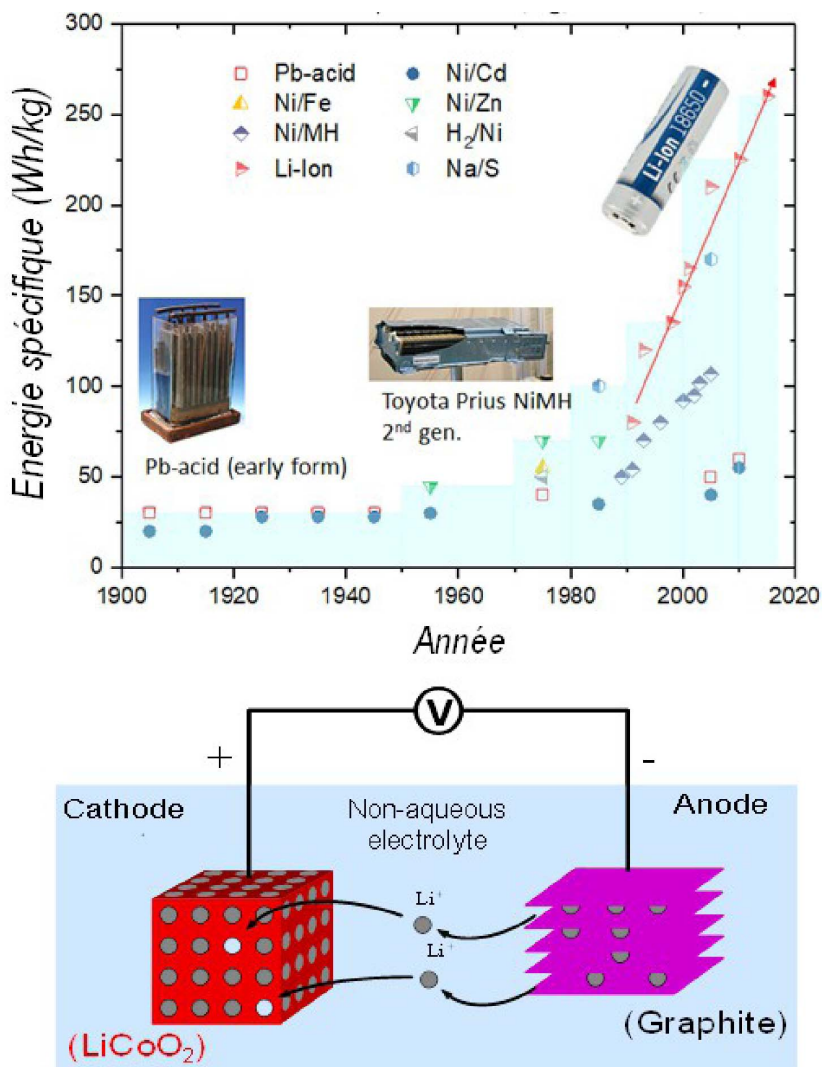 300
250
200
150
100
50
0
Energie spécifique (Wh/kg)
Pb-acid
Ni/Cd
Ni/Fe
Ni/Zn
Ni/MH
H₂/Ni
Li-Ion
Na/S
Li-Ion 18650
Pb-acid (early form)
Toyota Prius NiMH
2nd gen.
1900 1920 1940 1960 1980 2000 2020
Année
V
+
-
Cathode
Non-aqueous
electrolyte
Anode
Li⁺
Li⁺
(LiCoO₂)
(Graphite)